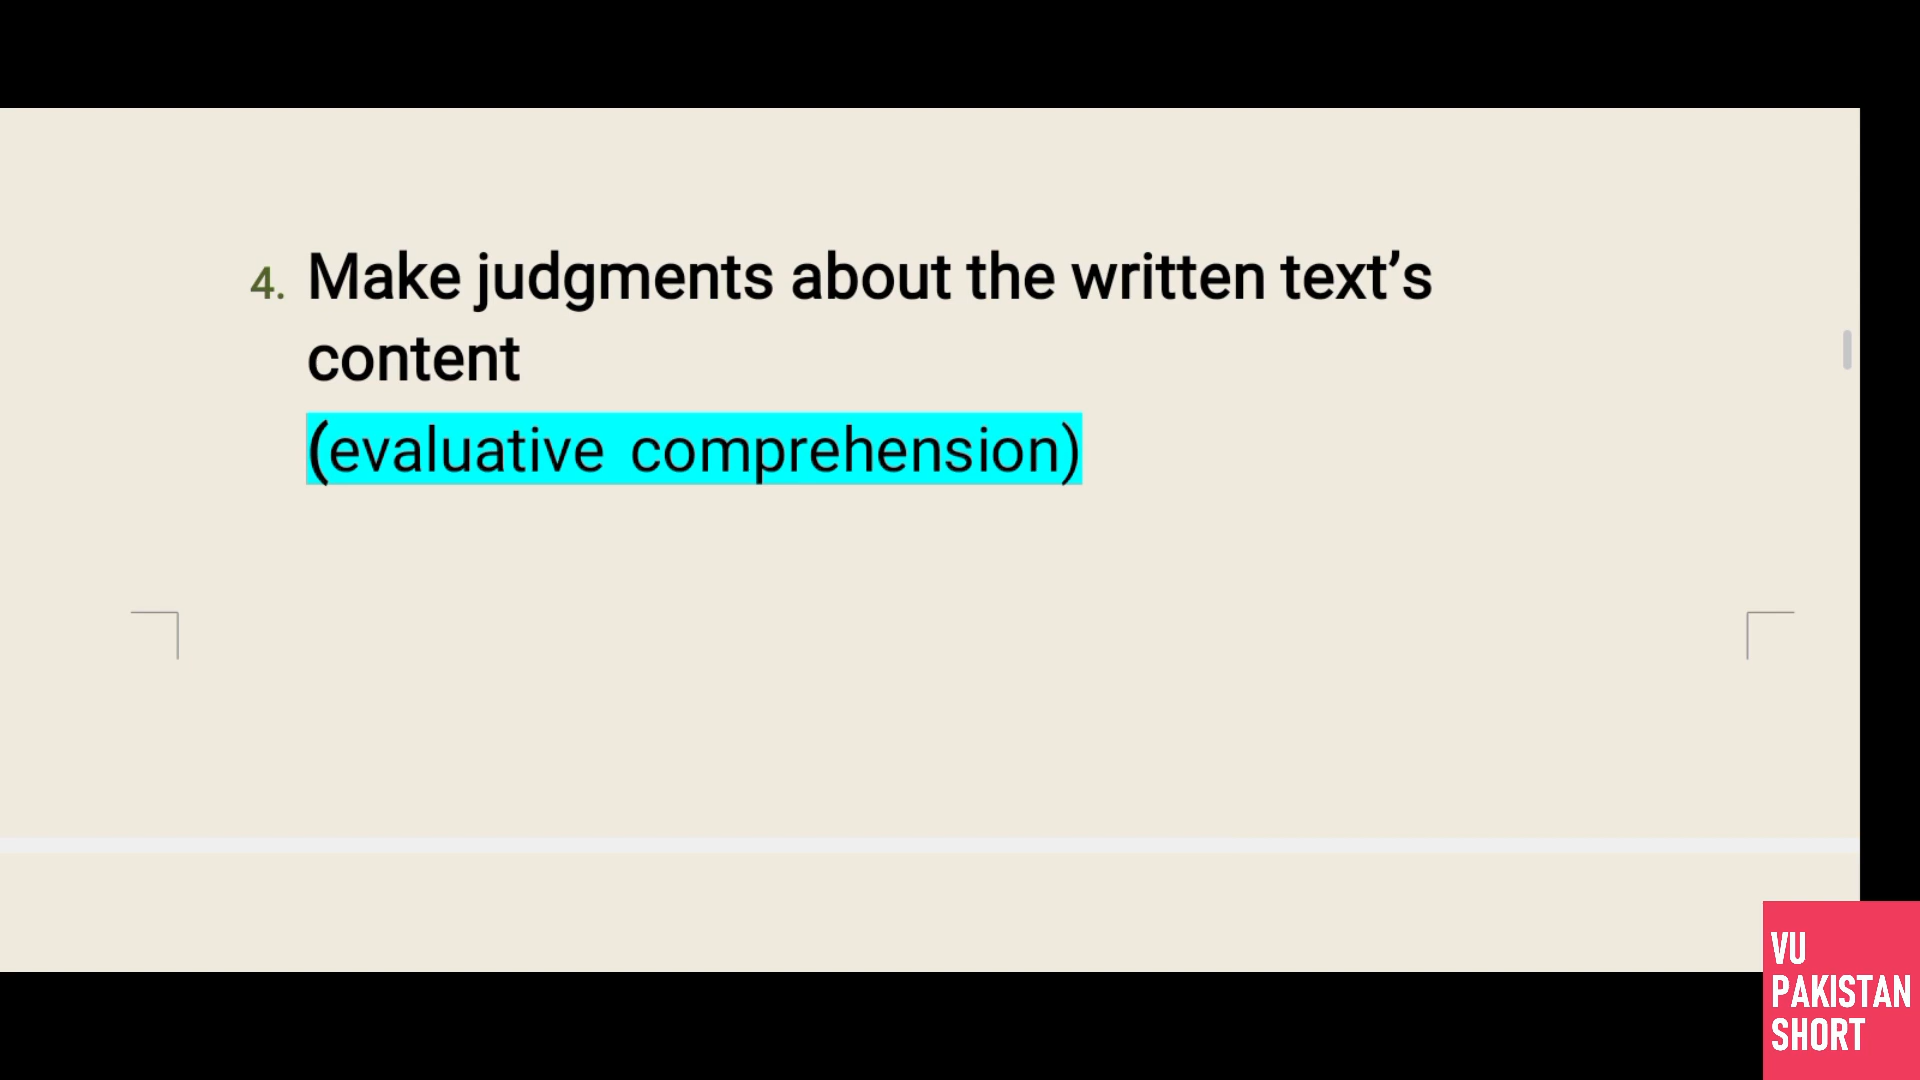 4. Make judgments about the written text’s
content
(evaluative comprehension)
VU
PAKISTAN
SHORT